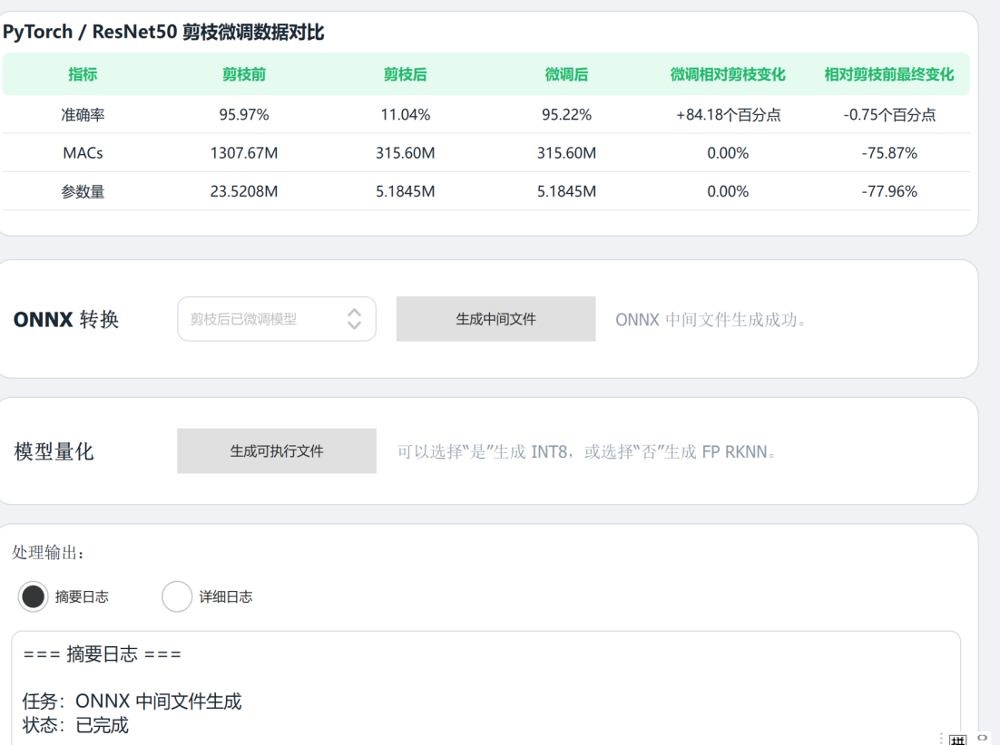 PyTorch / ResNet50 剪枝微调数据对比
指标 剪枝前 剪枝后 微调后 微调相对剪枝变化 相对剪枝前最终变化
准确率 95.97% 11.04% 95.22% +84.18个百分点 -0.75个百分点
MACs 1307.67M 315.60M 315.60M 0.00% -75.87%
参数量 23.5208M 5.1845M 5.1845M 0.00% -77.96%
ONNX 转换 剪枝后已微调模型 生成中间文件 ONNX 中间文件生成成功。
模型量化 生成可执行文件 可以选择“是”生成 INT8，或选择“否”生成 FP RKNN。
处理输出：
摘要日志 详细日志
=== 摘要日志 ===
任务：ONNX 中间文件生成
状态：已完成
拼